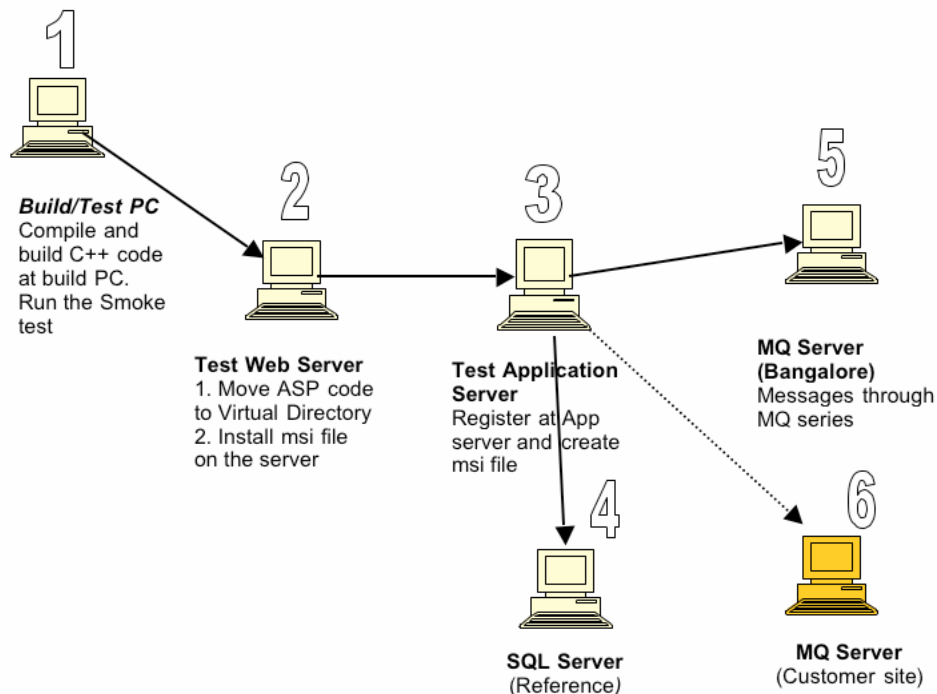 1
Build/Test PC
Compile and
build C++ code
at build PC.
Run the Smoke
test
2
Test Web Server
1. Move ASP code
to Virtual Directory
2. Install msi file
on the server
3
Test Application
Server
Register at App
server and create
msi file
4
SQL Server
(Reference)
5
MQ Server
(Bangalore)
Messages through
MQ series
6
MQ Server
(Customer site)